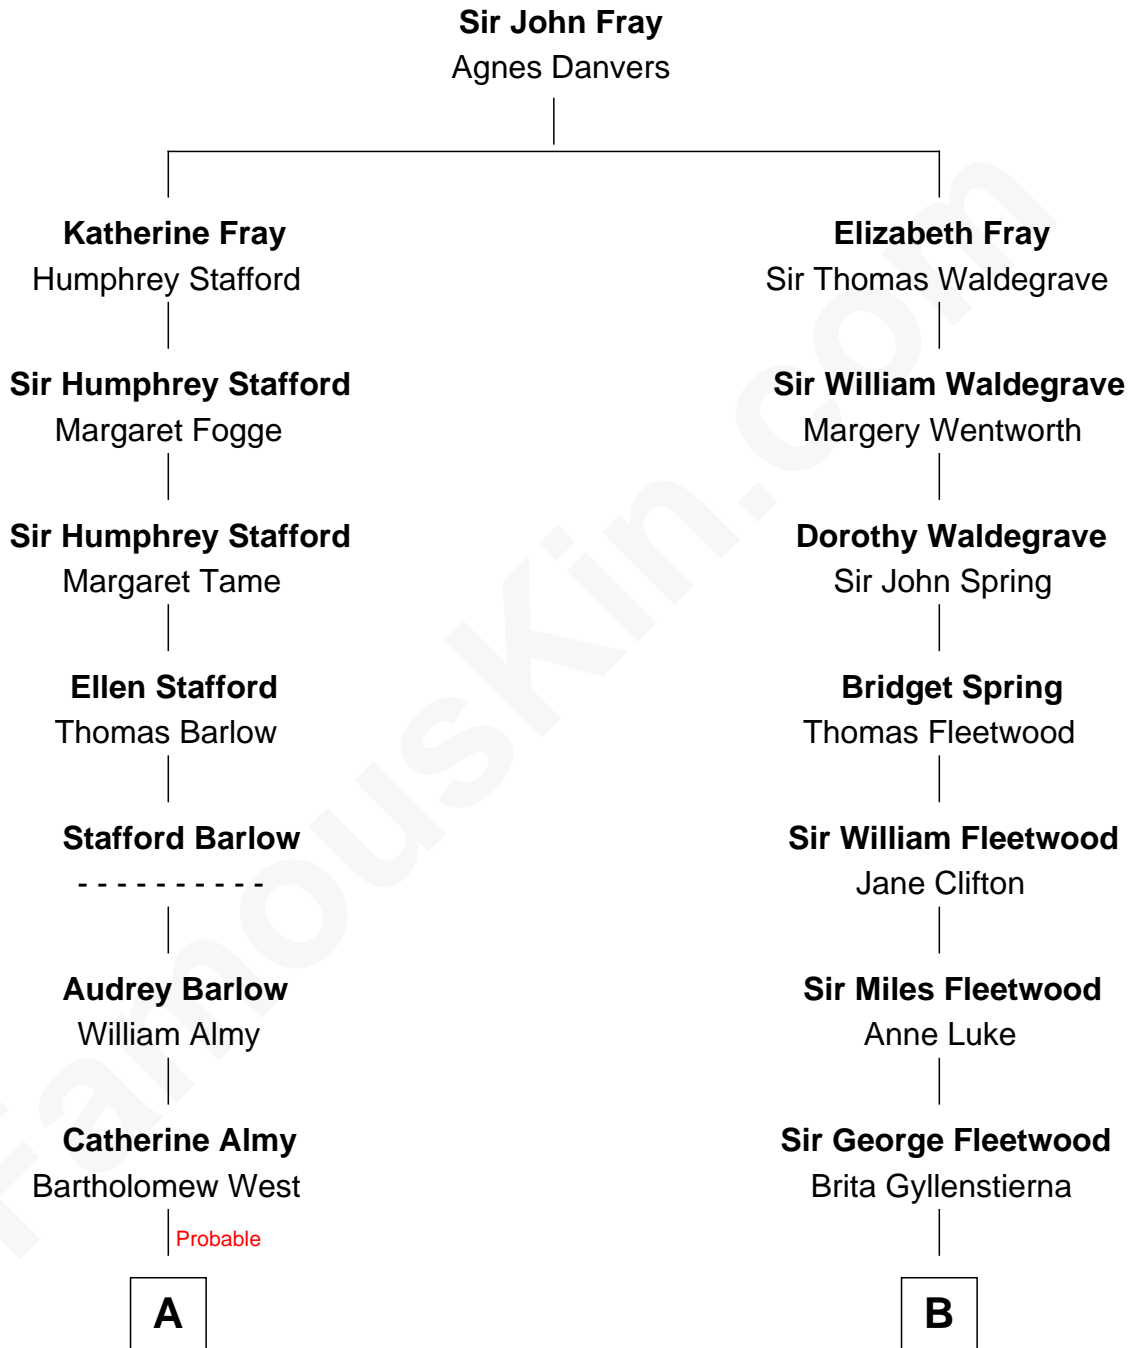 Sir John Fray
Agnes Danvers
Katherine Fray
Humphrey Stafford
Elizabeth Fray
Sir Thomas Waldegrave
Sir Humphrey Stafford
Margaret Fogge
Sir William Waldegrave
Margery Wentworth
Sir Humphrey Stafford
Margaret Tame
Dorothy Waldegrave
Sir John Spring
Ellen Stafford
Thomas Barlow
Bridget Spring
Thomas Fleetwood
Stafford Barlow
- - - - - - - - - -
Sir William Fleetwood
Jane Clifton
Audrey Barlow
William Almy
Sir Miles Fleetwood
Anne Luke
Catherine Almy
Bartholomew West
Sir George Fleetwood
Brita Gyllenstierna
Probable
A
B
FamousKin.com